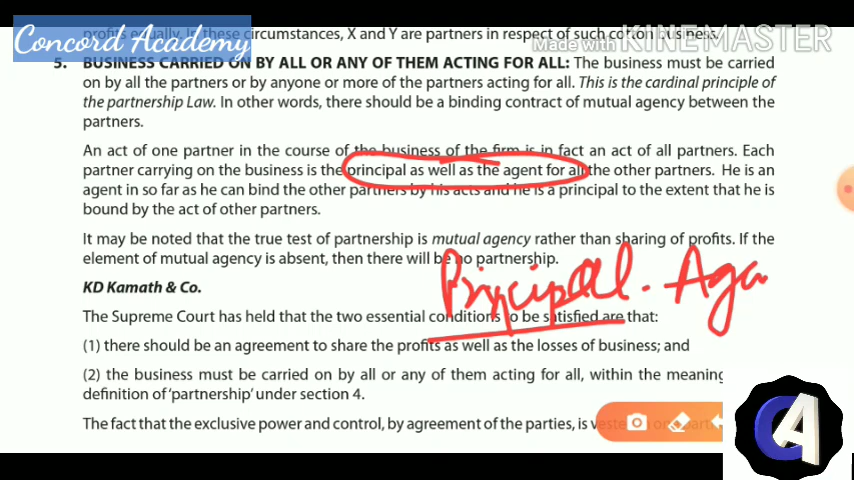 profits equally. In these circumstances, X and Y are partners in respect of such cotton business.
Concord Academy
Made with KINEMASTER
5. BUSINESS CARRIED ON BY ALL OR ANY OF THEM ACTING FOR ALL: The business must be carried
on by all the partners or by anyone or more of the partners acting for all. This is the cardinal principle of
the partnership Law. In other words, there should be a binding contract of mutual agency between the
partners.
An act of one partner in the course of the business of the firm is in fact an act of all partners. Each
partner carrying on the business is the principal as well as the agent for all the other partners. He is an
agent in so far as he can bind the other partners by his acts and he is a principal to the extent that he is
bound by the act of other partners.
It may be noted that the true test of partnership is mutual agency rather than sharing of profits. If the
element of mutual agency is absent, then there will be no partnership.
Principal. Age
KD Kamath & Co.
The Supreme Court has held that the two essential conditions to be satisfied are that:
(1) there should be an agreement to share the profits as well as the losses of business; and
(2) the business must be carried on by all or any of them acting for all, within the meaning
definition of 'partnership' under section 4.
The fact that the exclusive power and control, by agreement of the parties, is
CA